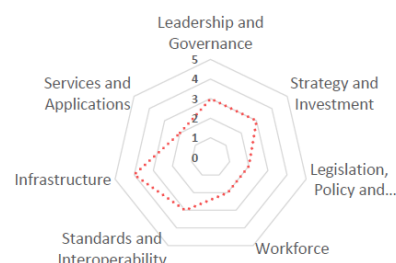 Leadership and
Governance
5
4
3
2
1
0
Strategy and
Investment
Legislation,
Policy and...
Workforce
Standards and
Interoperability
Infrastructure
Services and
Applications